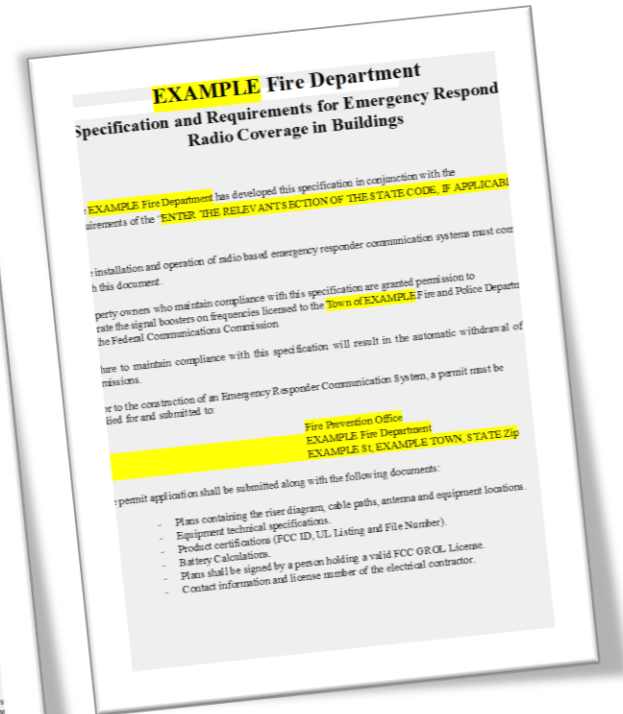 EXAMPLE Fire Department
Specification and Requirements for Emergency Respond
Radio Coverage in Buildings
EXAMPLE Fire Department has developed this specification in conjunction with the
uirements of the "ENTER THE RELEVANT SECTION OF THE STATE CODE, IF APPLICABL
e installation and operation of radio based emergency responder communication systems must com
h this document.
perty owners who maintain compliance with this specification are granted permission to
rate the signal boosters on frequencies licensed to the Town of EXAMPLE Fire and Police Departm
he Federal Communications Commission.
lure to maintain compliance with this specification will result in the automatic withdrawal of
missions.
or to the construction of an Emergency Responder Communication System, a permit must be
lied for and submitted to:
Fire Prevention Office
EXAMPLE Fire Department
EXAMPLE St, EXAMPLE TOWN, STATE Zip
e permit application shall be submitted along with the following documents:
- Plans containing the riser diagram, cable paths, antenna and equipment locations.
- Equipment technical specifications.
- Product certifications (FCC ID, UL Listing and File Number).
- Battery Calculations.
- Plans shall be signed by a person holding a valid FCC GROL License.
- Contact information and license number of the electrical contractor.